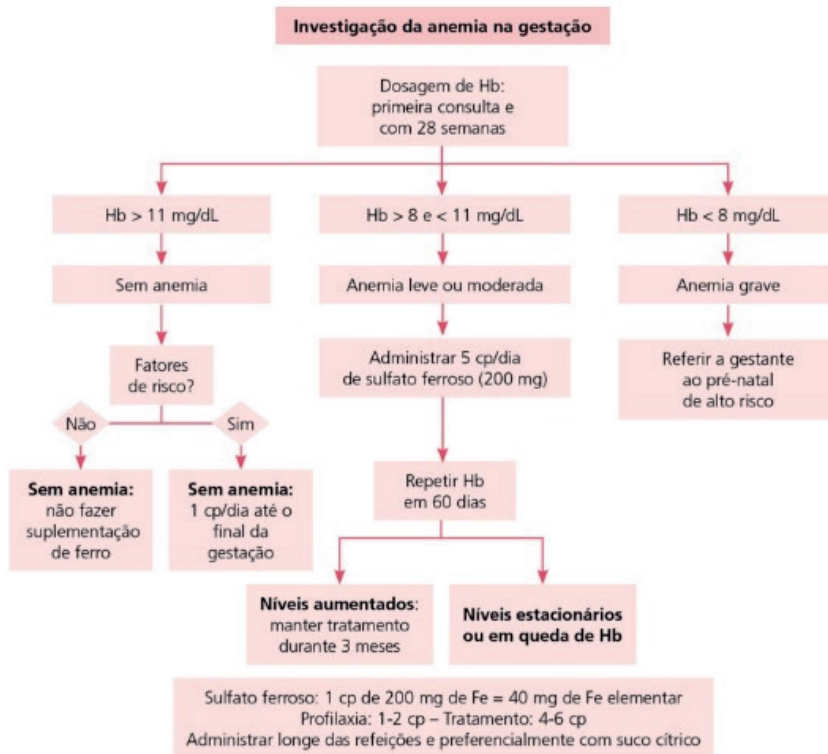 Investigação da anemia na gestação
Dosagem de Hb:
primeira consulta e
com 28 semanas
Hb > 11 mg/dL
Hb > 8 e < 11 mg/dL
Hb < 8 mg/dL
Sem anemia
Anemia leve ou moderada
Anemia grave
Fatores
de risco?
Administrar 5 cp/dia
de sulfato ferroso (200 mg)
Referir a gestante
ao pré-natal
de alto risco
Não
Sim
Sem anemia:
não fazer
suplementação
de ferro
Sem anemia:
1 cp/dia até o
final da
gestação
Repetir Hb
em 60 dias
Níveis aumentados:
manter tratamento
durante 3 meses
Níveis estacionários
ou em queda de Hb
Sulfato ferroso: 1 cp de 200 mg de Fe = 40 mg de Fe elementar
Profilaxia: 1-2 cp – Tratamento: 4-6 cp
Administrar longe das refeições e preferencialmente com suco cítrico